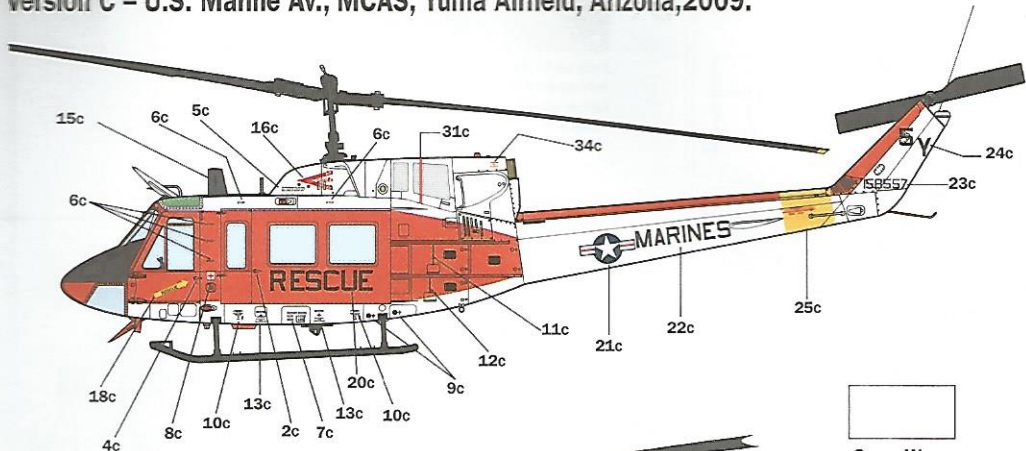 Version C – U.S. Marine Av., MCAS, Yuma Airfield, Arizona,2009.
15c
6c
5c
16c
6c
31c
34c
5
Y
24c
158557
23c
6c
MARINES
RESCUE
25c
22c
21c
11c
12c
9c
20c
10c
13c
7c
2c
13c
10c
8c
4c
18c